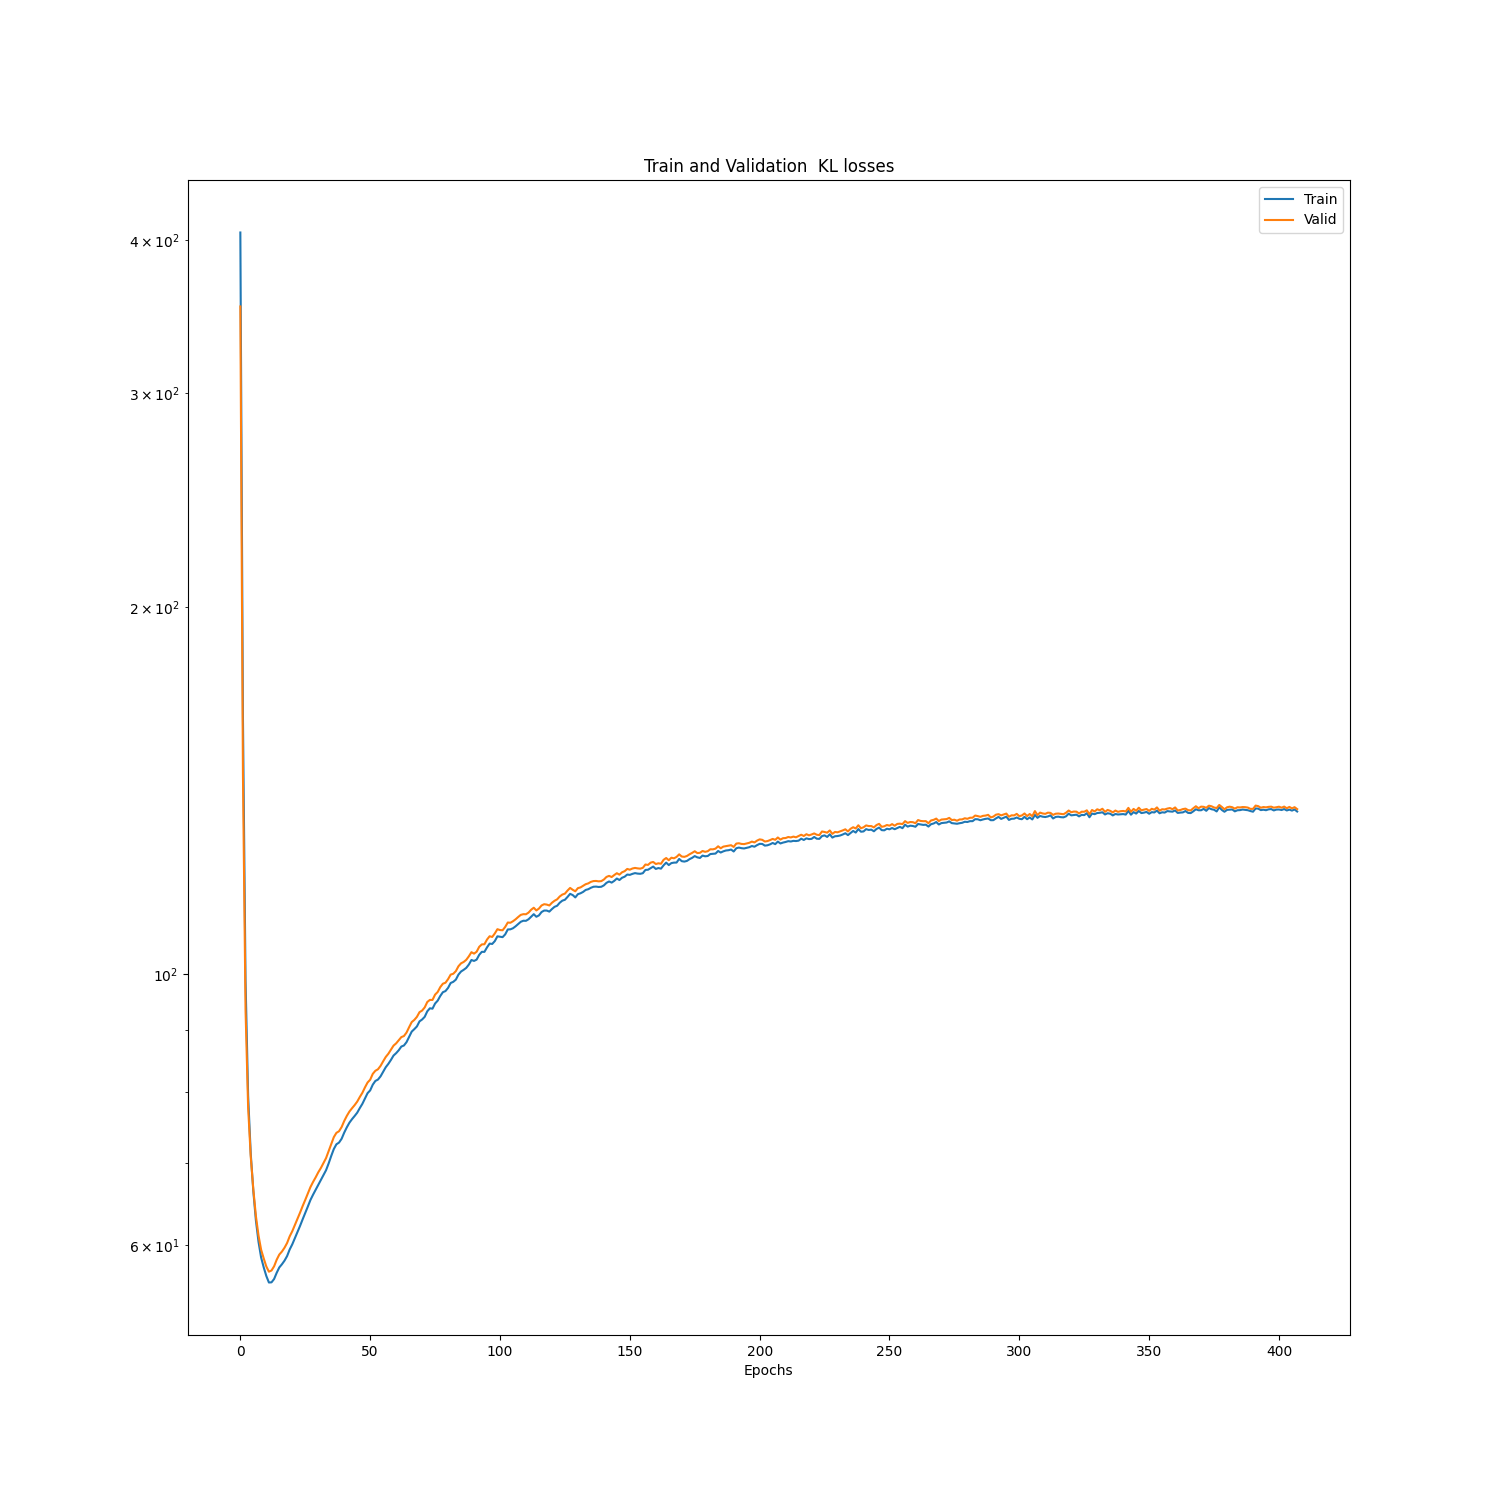 Train and Validation  KL losses
Train
Valid
4 × 10²
3 × 10²
2 × 10²
10²
6 × 10¹
0 50 100 150 200 250 300 350 400
Epochs